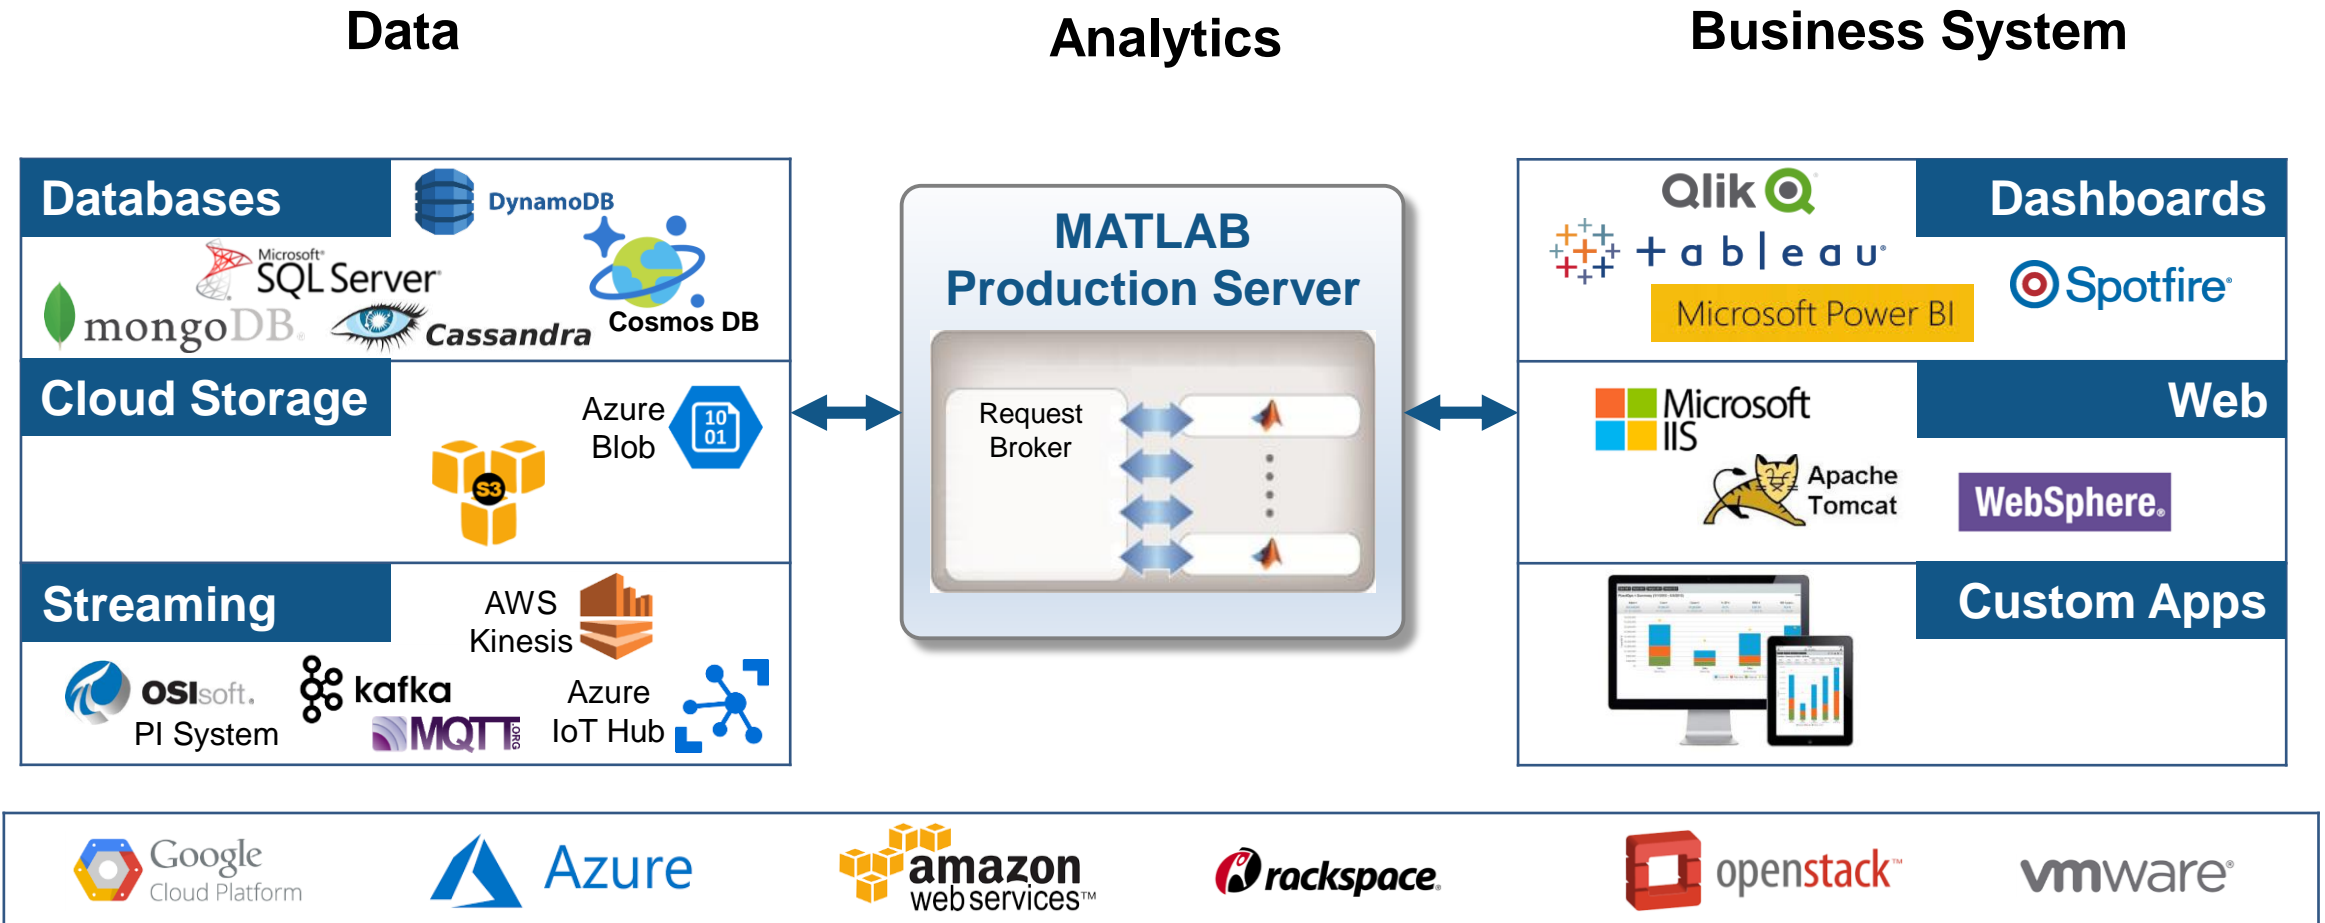 Data
Analytics
Business System
Databases
DynamoDB
Microsoft®
SQL Server®
mongoDB®
Cassandra
Cosmos DB
Cloud Storage
Azure
Blob
10
01
S3
Streaming
AWS
Kinesis
OSIsoft.
PI System
kafka
MQTT.ORG
Azure
IoT Hub
MATLAB
Production Server
Request
Broker
Qlik
Dashboards
+ableau®
Spotfire®
Microsoft Power BI
Web
Microsoft
IIS
Apache
Tomcat
WebSphere®
Custom Apps
Google
Cloud Platform
Azure
amazon
web services™
rackspace®
openstack™
vmware®